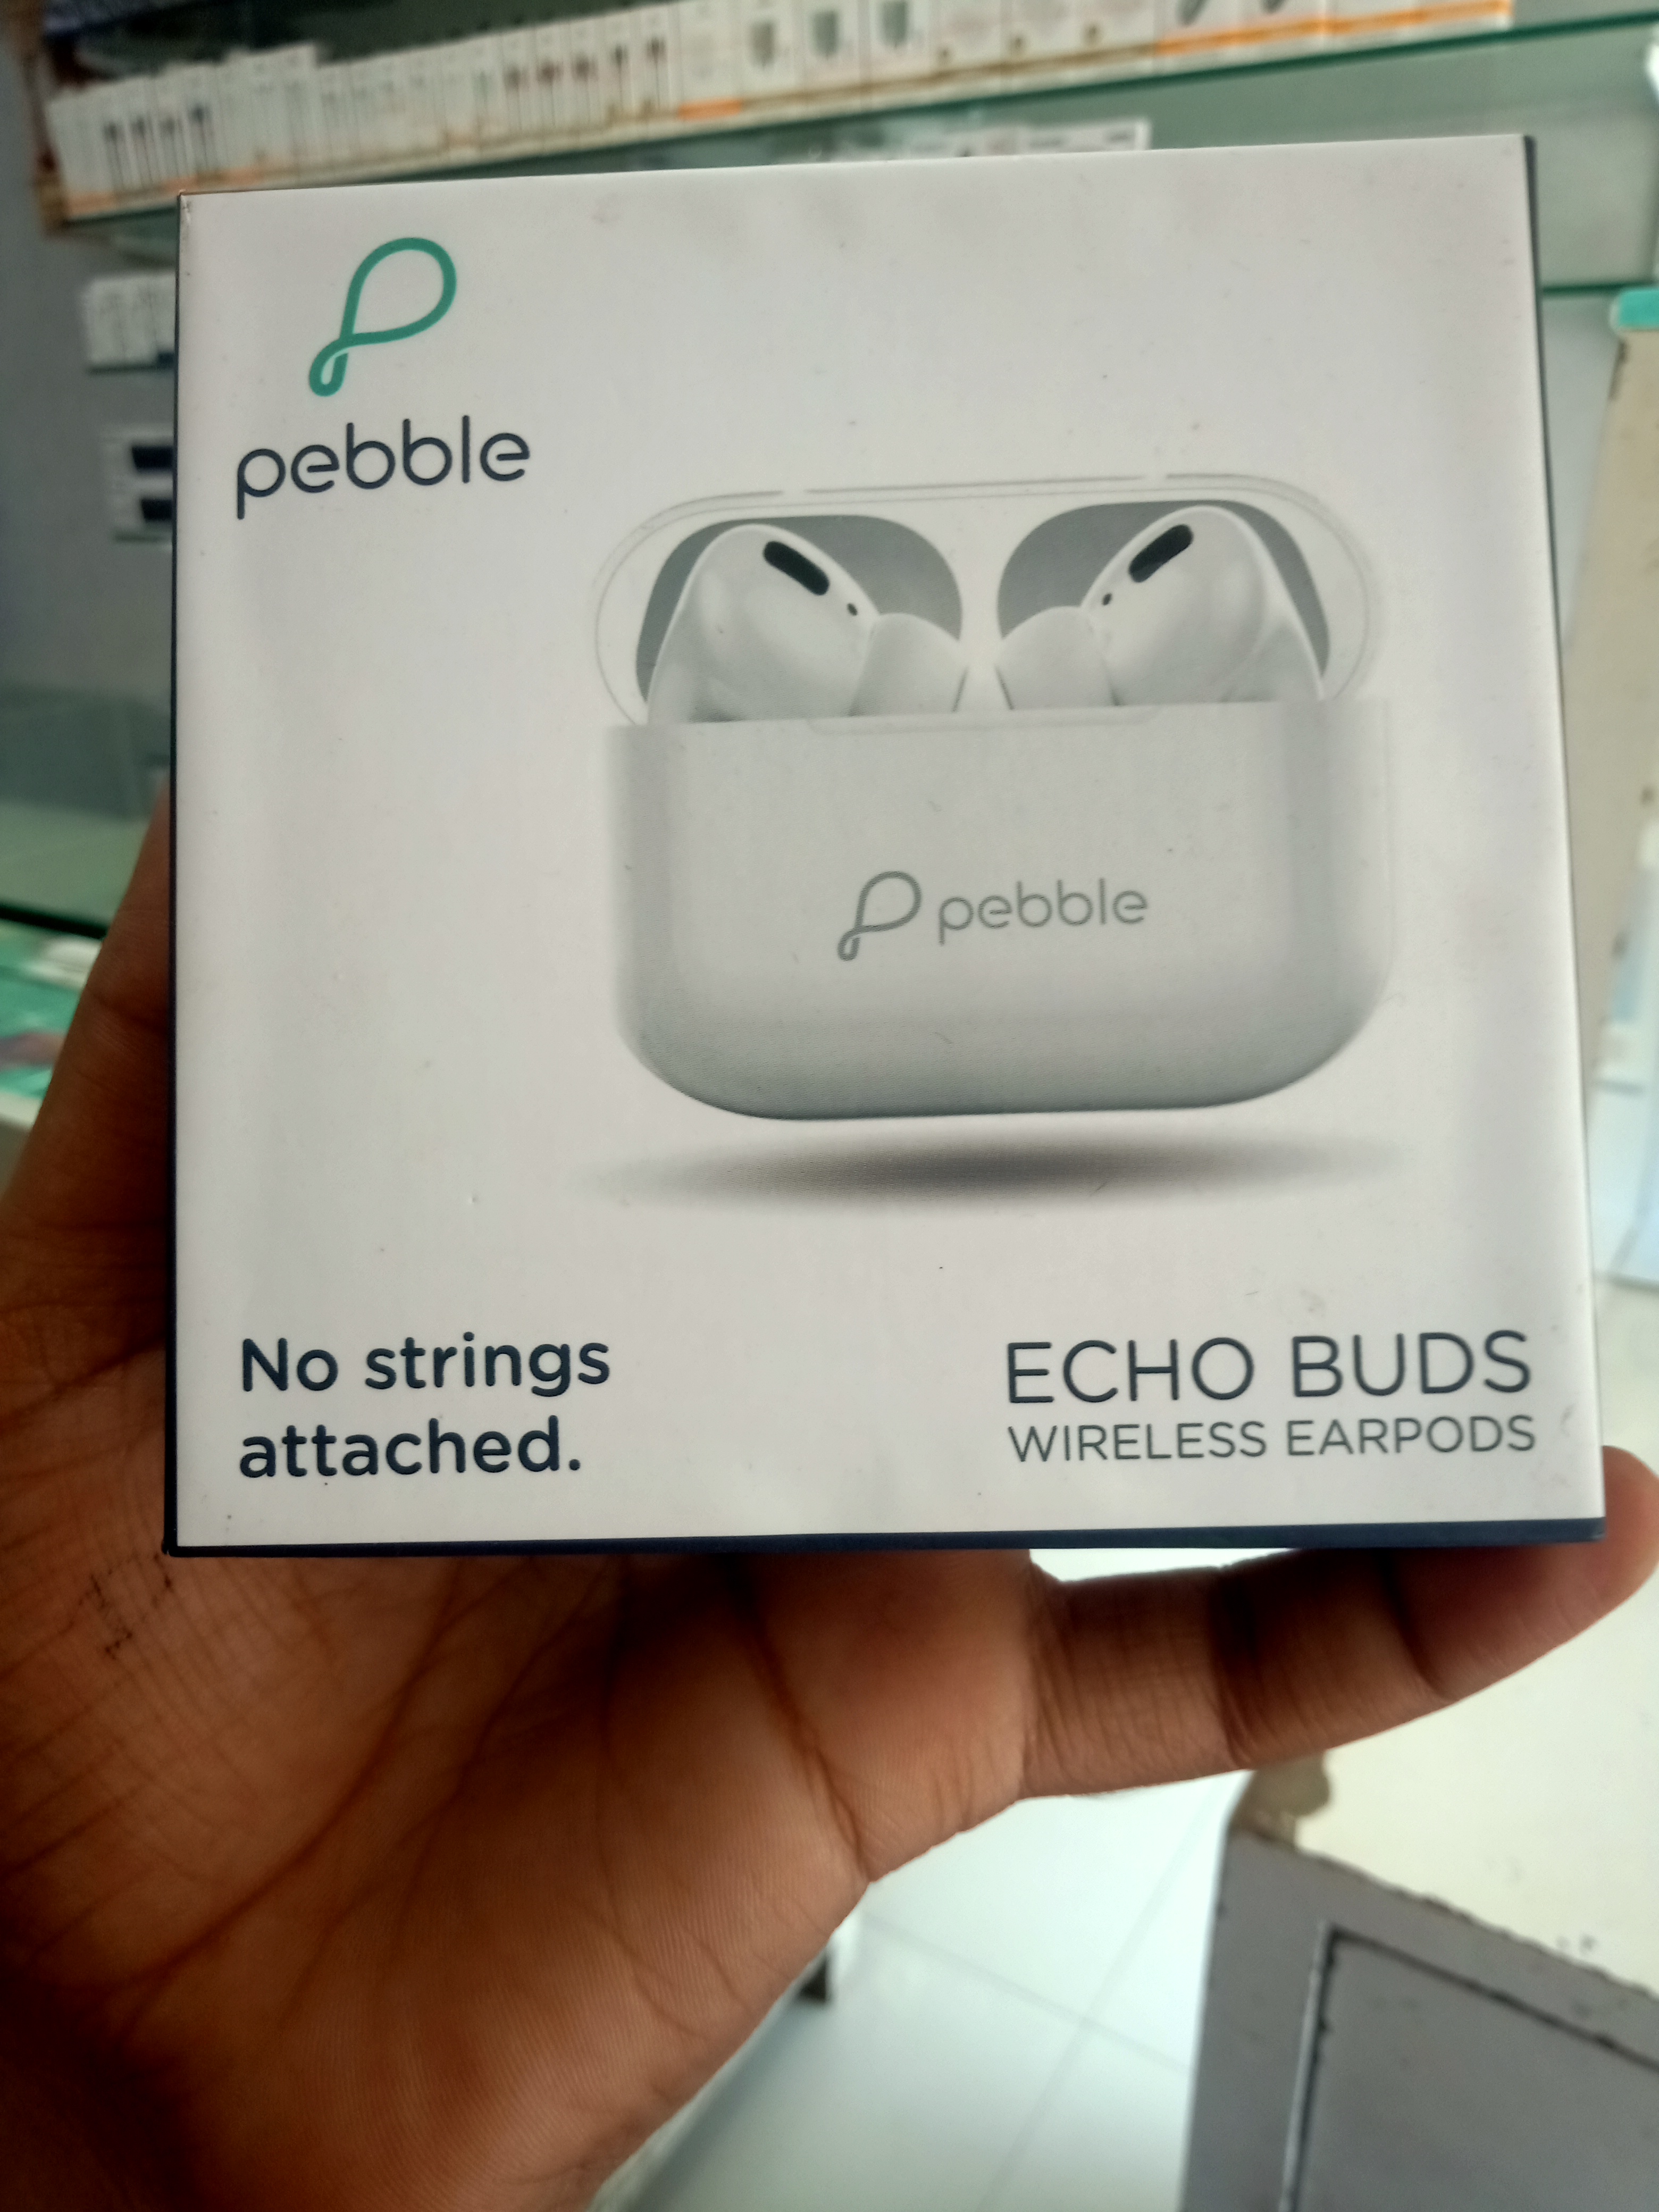 pebble
pebble
No strings
attached.
ECHO BUDS
WIRELESS EARPODS